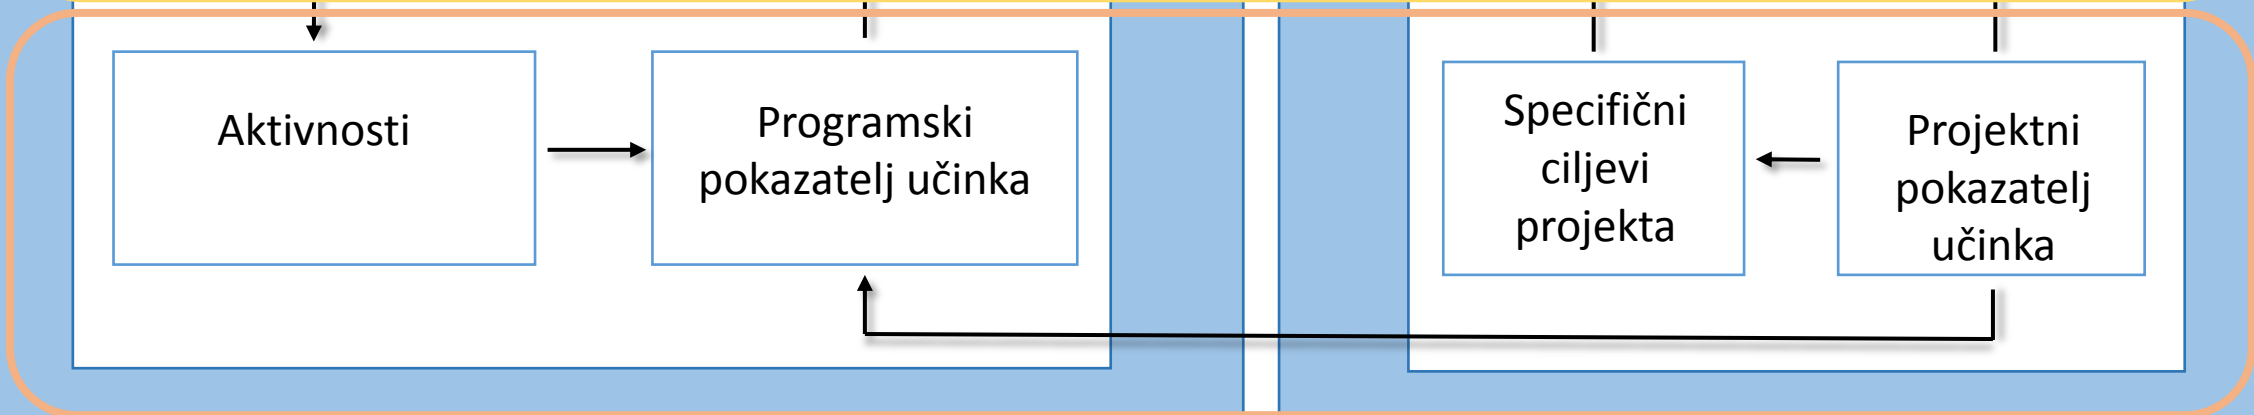 Aktivnosti
Programski
pokazatelj učinka
Specifični
ciljevi
projekta
Projektni
pokazatelj
učinka